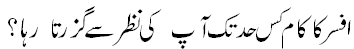 افسر کا کام کس حد تک آپ کی نظر سے گزرتا رہا؟